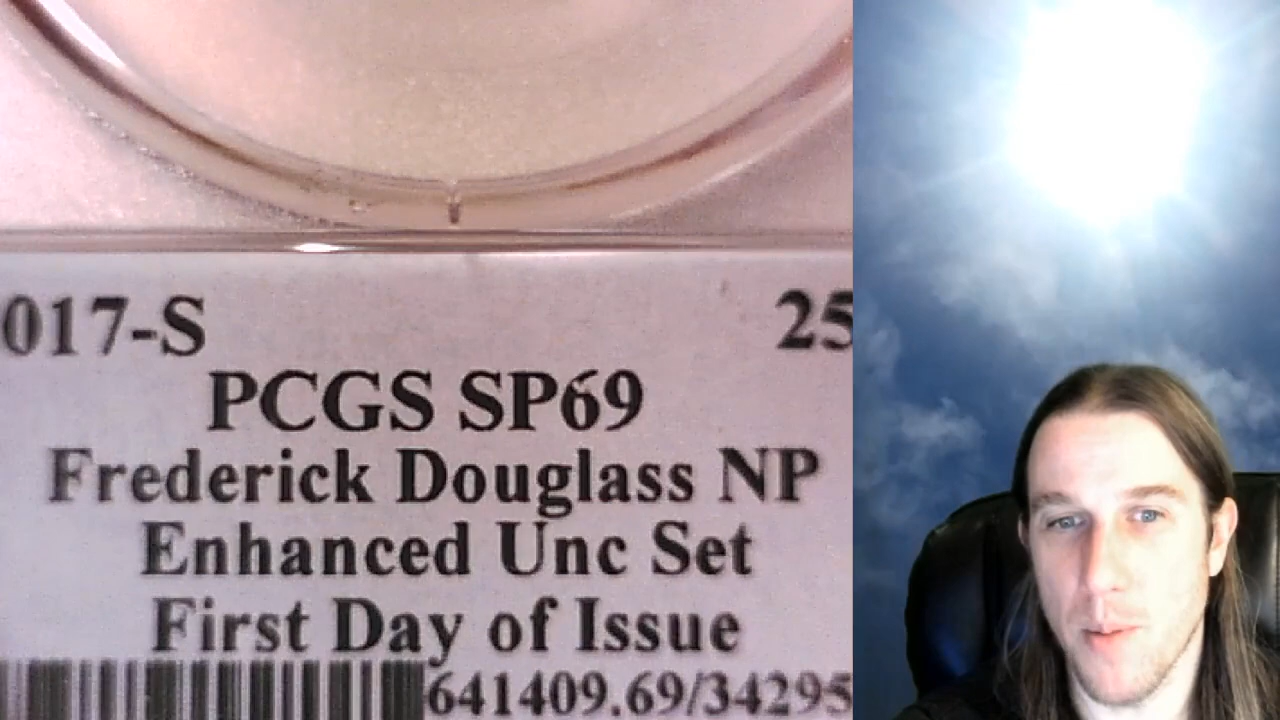 017-S 25
PCGS SP69
Frederick Douglass NP
Enhanced Unc Set
First Day of Issue
641409.69/34295